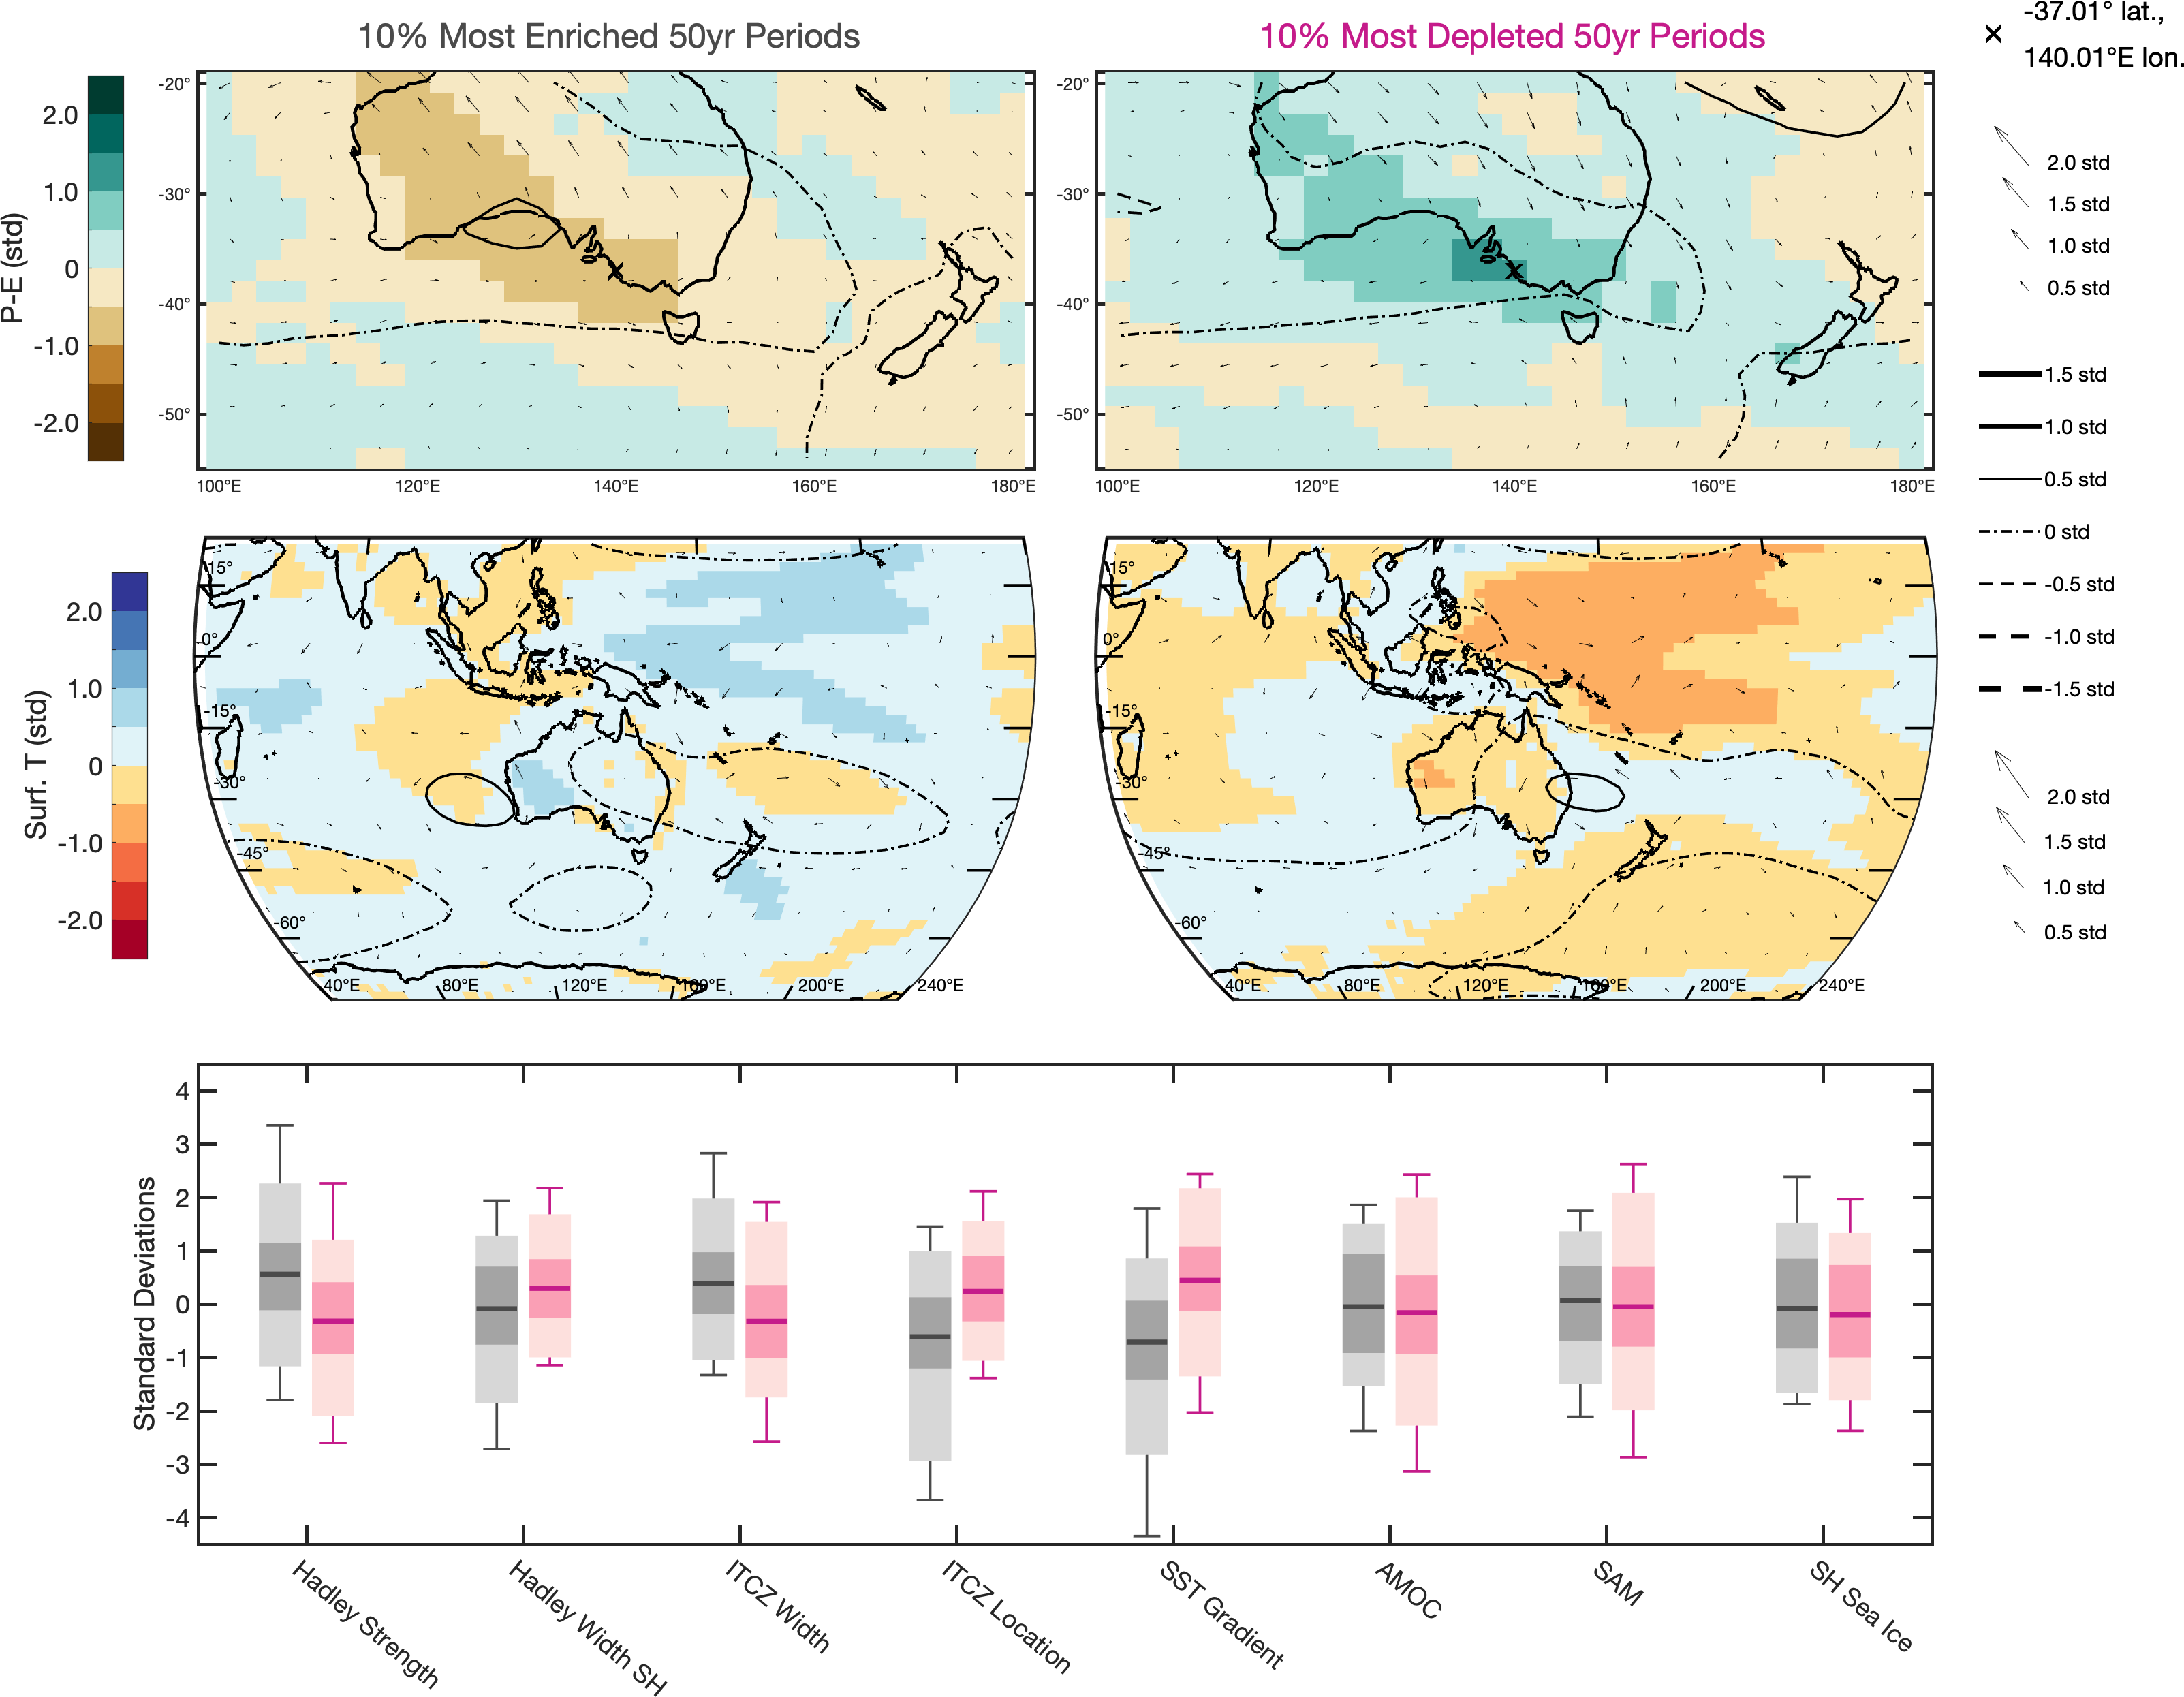 10% Most Enriched 50yr Periods
10% Most Depleted 50yr Periods
-37.01° lat.,
140.01°E lon.
P-E (std)
2.0
1.0
0
-1.0
-2.0
-20°
-30°
-40°
-50°
100°E
120°E
140°E
160°E
180°E
-20°
-30°
-40°
-50°
100°E
120°E
140°E
160°E
180°E
2.0 std
1.5 std
1.0 std
0.5 std
1.5 std
1.0 std
0.5 std
0 std
-0.5 std
-1.0 std
-1.5 std
Surf. T (std)
2.0
1.0
0
-1.0
-2.0
15°
0°
-15°
-30°
-45°
-60°
40°E
80°E
120°E
160°E
200°E
240°E
15°
0°
-15°
-30°
-45°
-60°
40°E
80°E
120°E
160°E
200°E
240°E
2.0 std
1.5 std
1.0 std
0.5 std
Standard Deviations
4
3
2
1
0
-1
-2
-3
-4
Hadley Strength
Hadley Width SH
ITCZ Width
ITCZ Location
SST Gradient
AMOC
SAM
SH Sea Ice